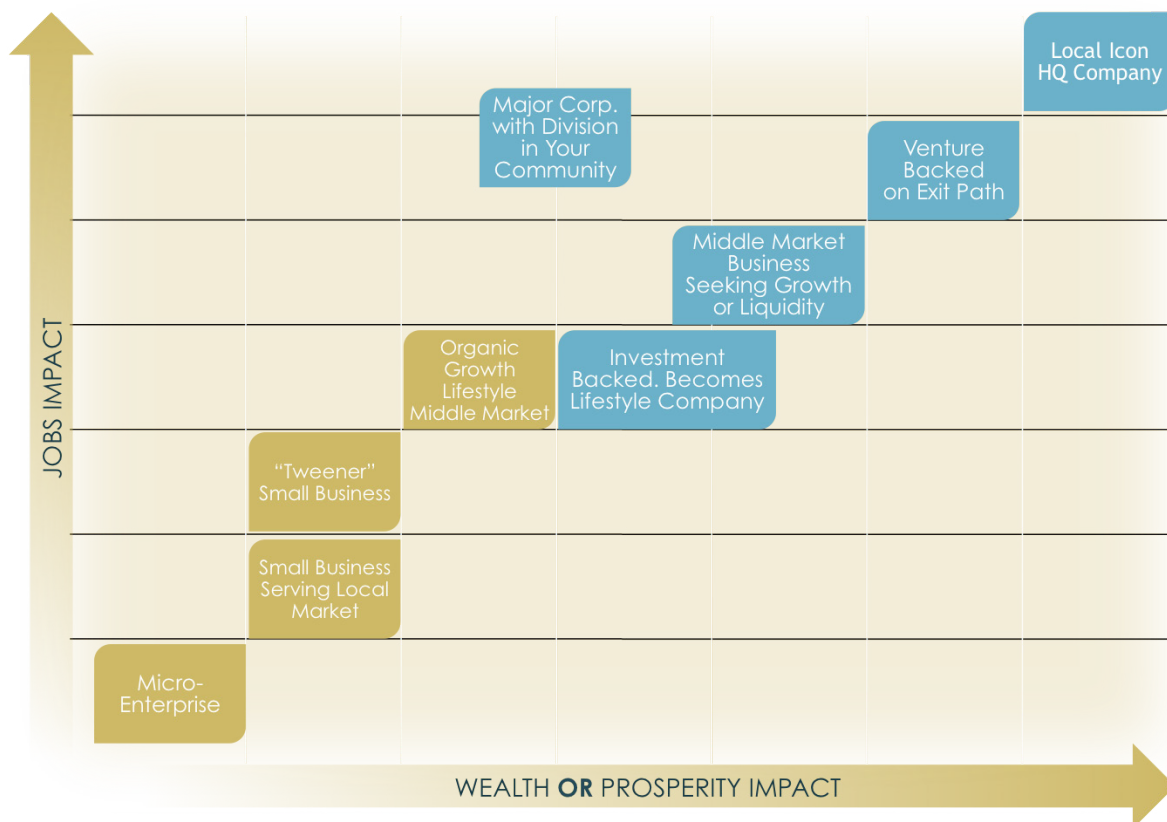 Local Icon
HQ Company
Major Corp.
with Division
in Your
Community
Venture
Backed
on Exit Path
Middle Market
Business
Seeking Growth
or Liquidity
Organic
Growth
Lifestyle
Middle Market
Investment
Backed. Becomes
Lifestyle Company
“Tweener”
Small Business
Small Business
Serving Local
Market
Micro-
Enterprise
JOBS IMPACT
WEALTH OR PROSPERITY IMPACT